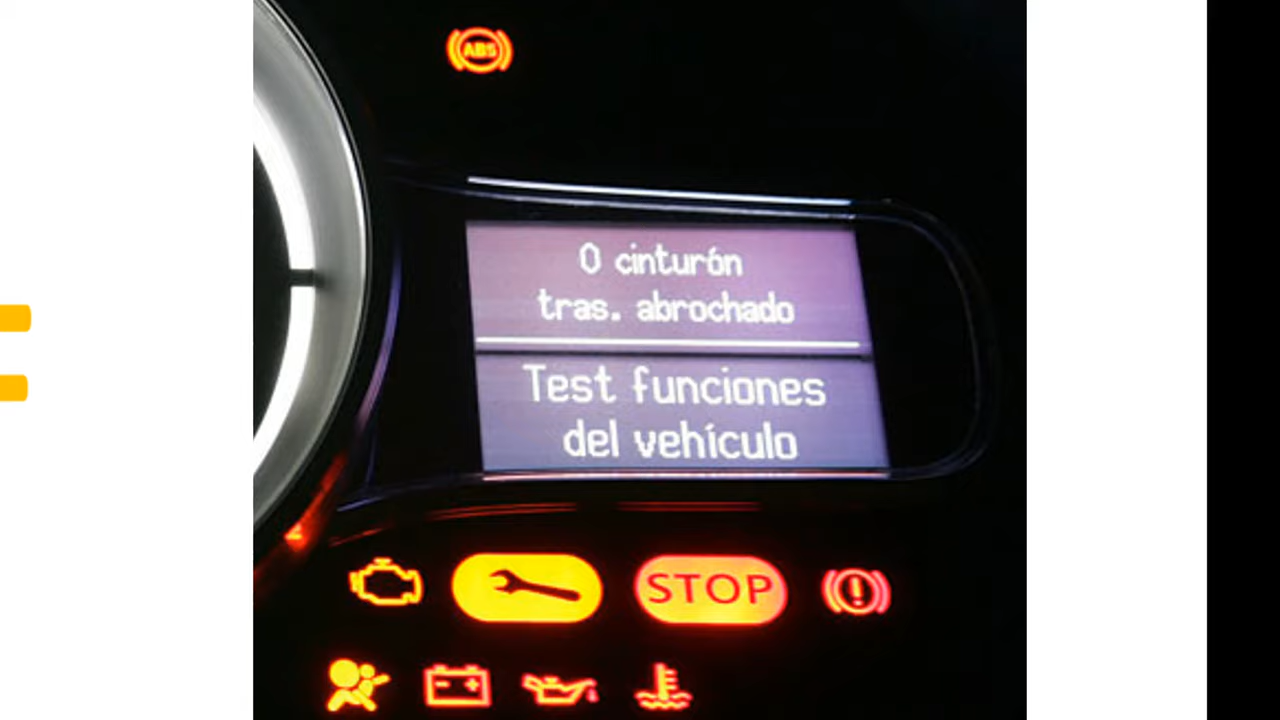 ABS
0 cinturón
tras. abrochado
Test funciones
del vehículo
STOP